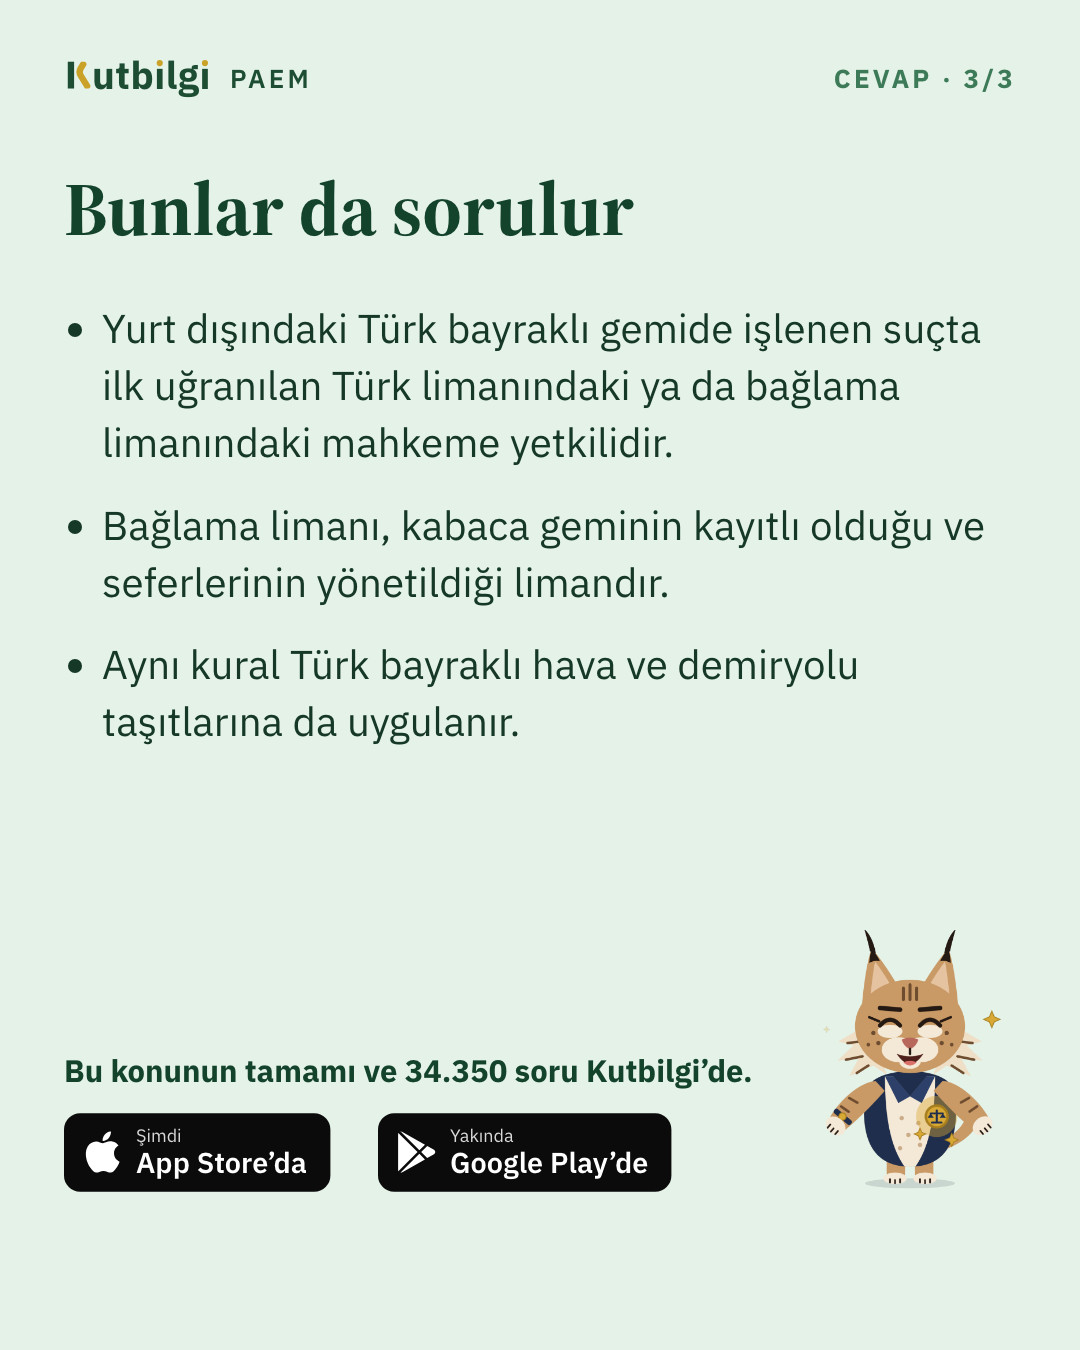 Kutbilgi PAEM
CEVAP · 3/3
Bunlar da sorulur
• Yurt dışındaki Türk bayraklı gemide işlenen suçta
ilk uğranılan Türk limanındaki ya da bağlama
limanındaki mahkeme yetkilidir.
• Bağlama limanı, kabaca geminin kayıtlı olduğu ve
seferlerinin yönetildiği limandır.
• Aynı kural Türk bayraklı hava ve demiryolu
taşıtlarına da uygulanır.
Bu konunun tamamı ve 34.350 soru Kutbilgi’de.
Şimdi
App Store’da
Yakında
Google Play’de